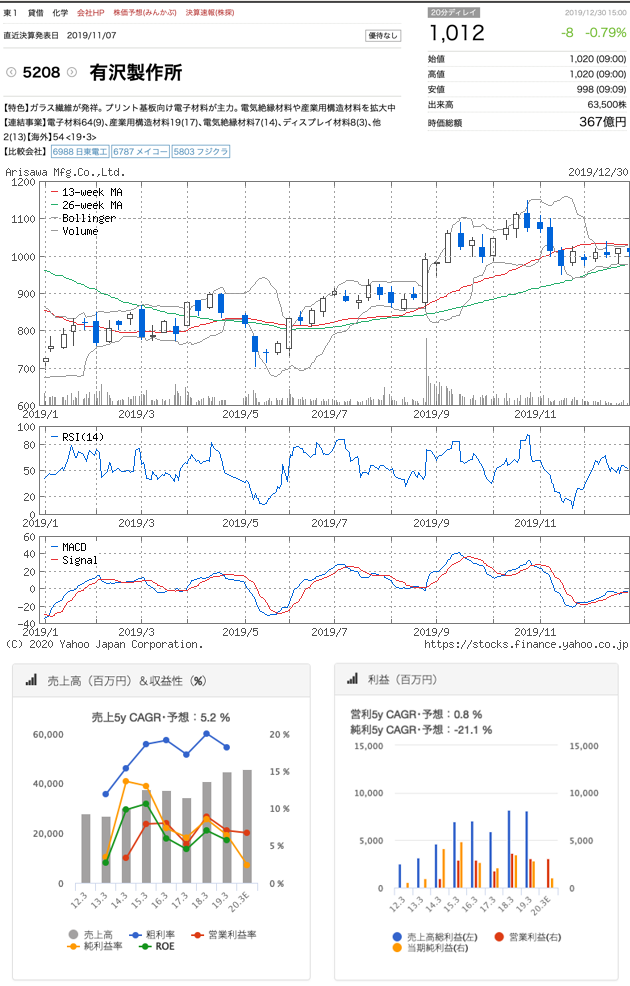 東1 貸借 化学 会社HP 株価予想(みんかぶ) 決算速報(株探)
直近決算発表日 2019/11/07
優待なし
5208 有沢製作所
20分ディレイ
2019/12/30 15:00
1,012
-8 -0.79%
始値 1,020 (09:00)
高値 1,020 (09:00)
安値 998 (09:09)
出来高 63,500株
時価総額 367億円
【特色】ガラス繊維が発祥。プリント基板向け電子材料が主力。電気絶縁材料や産業用構造材料を拡大中
【連結事業】電子材料64(9)、産業用構造材料19(17)、電気絶縁材料7(14)、ディスプレイ材料8(3)、他
2(13)【海外】54 <19・3>
【比較会社】 6988 日東電工 6787 メイコー 5803 フジクラ
Arisawa Mfg.Co.,Ltd. 2019/12/30
13-week MA
26-week MA
Bollinger
Volume
1200
1100
1000
900
800
700
600
2019/1 2019/3 2019/5 2019/7 2019/9 2019/11
RSI(14)
100
80
50
20
0
2019/1 2019/3 2019/5 2019/7 2019/9 2019/11
MACD
Signal
60
40
20
0
-20
-40
2019/1 2019/3 2019/5 2019/7 2019/9 2019/11
(C) 2020 Yahoo Japan Corporation. https://stocks.finance.yahoo.co.jp
売上高（百万円）＆収益性（%）
売上5y CAGR・予想：5.2 %
60,000
40,000
20,000
0
20 %
15 %
10 %
5 %
0 %
12.3 13.3 14.3 15.3 16.3 17.3 18.3 19.3 20.3E
売上高 粗利率 営業利益率
純利益率 ROE
利益（百万円）
営利5y CAGR・予想：0.8 %
純利5y CAGR・予想：-21.1 %
15,000
10,000
5,000
0
15,000
10,000
5,000
0
12.3 13.3 14.3 15.3 16.3 17.3 18.3 19.3 20.3E
売上高総利益(左) 営業利益(右)
当期純利益(右)